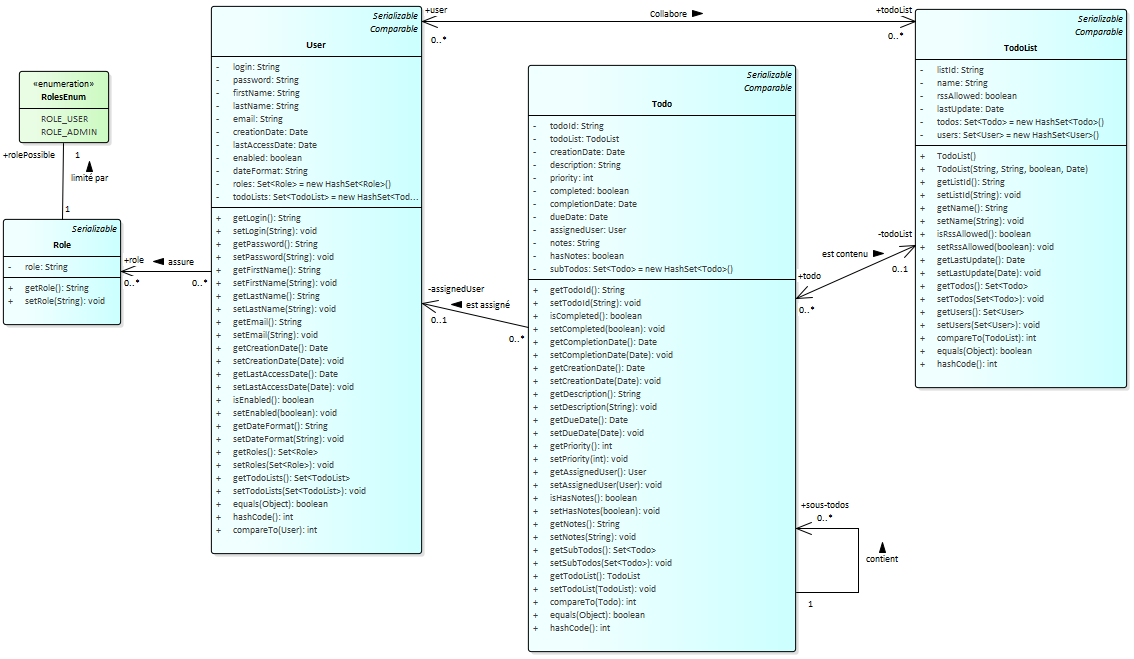 «enumeration»
RolesEnum
ROLE_USER
ROLE_ADMIN
+rolePossible
1
limité par
1
Serializable
Role
- role: String
+ getRole(): String
+ setRole(String): void
+role
0..*
assure
0..*
Serializable
Comparable
User
- login: String
- password: String
- firstName: String
- lastName: String
- email: String
- creationDate: Date
- lastAccessDate: Date
- enabled: boolean
- dateFormat: String
- roles: Set<Role> = new HashSet<Role>()
- todoLists: Set<TodoList> = new HashSet<Tod...
+ getLogin(): String
+ setLogin(String): void
+ getPassword(): String
+ setPassword(String): void
+ getFirstName(): String
+ setFirstName(String): void
+ getLastName(): String
+ setLastName(String): void
+ getEmail(): String
+ setEmail(String): void
+ getCreationDate(): Date
+ setCreationDate(Date): void
+ getLastAccessDate(): Date
+ setLastAccessDate(Date): void
+ isEnabled(): boolean
+ setEnabled(boolean): void
+ getDateFormat(): String
+ setDateFormat(String): void
+ getRoles(): Set<Role>
+ setRoles(Set<Role>): void
+ getTodoLists(): Set<TodoList>
+ setTodoLists(Set<TodoList>): void
+ equals(Object): boolean
+ hashCode(): int
+ compareTo(User): int
+user
0..*
Collabore
+todoList
0..*
-assignedUser
0..1
est assigné
0..*
Serializable
Comparable
Todo
- todoId: String
- todoList: TodoList
- creationDate: Date
- description: String
- priority: int
- completed: boolean
- completionDate: Date
- dueDate: Date
- assignedUser: User
- notes: String
- hasNotes: boolean
- subTodos: Set<Todo> = new HashSet<Todo>()
+ getTodoId(): String
+ setTodoId(String): void
+ isCompleted(): boolean
+ setCompleted(boolean): void
+ getCompletionDate(): Date
+ setCompletionDate(Date): void
+ getCreationDate(): Date
+ setCreationDate(Date): void
+ getDescription(): String
+ setDescription(String): void
+ getDueDate(): Date
+ setDueDate(Date): void
+ getPriority(): int
+ setPriority(int): void
+ getAssignedUser(): User
+ setAssignedUser(User): void
+ isHasNotes(): boolean
+ setHasNotes(boolean): void
+ getNotes(): String
+ setNotes(String): void
+ getSubTodos(): Set<Todo>
+ setSubTodos(Set<Todo>): void
+ getTodoList(): TodoList
+ setTodoList(TodoList): void
+ compareTo(Todo): int
+ equals(Object): boolean
+ hashCode(): int
+todo
0..*
est contenu
-todoList
0..1
+sous-todos
0..*
contient
1
Serializable
Comparable
TodoList
- listId: String
- name: String
- rssAllowed: boolean
- lastUpdate: Date
- todos: Set<Todo> = new HashSet<Todo>()
- users: Set<User> = new HashSet<User>()
+ TodoList()
+ TodoList(String, String, boolean, Date)
+ getListId(): String
+ setListId(String): void
+ getName(): String
+ setName(String): void
+ isRssAllowed(): boolean
+ setRssAllowed(boolean): void
+ getLastUpdate(): Date
+ setLastUpdate(Date): void
+ getTodos(): Set<Todo>
+ setTodos(Set<Todo>): void
+ getUsers(): Set<User>
+ setUsers(Set<User>): void
+ compareTo(TodoList): int
+ equals(Object): boolean
+ hashCode(): int